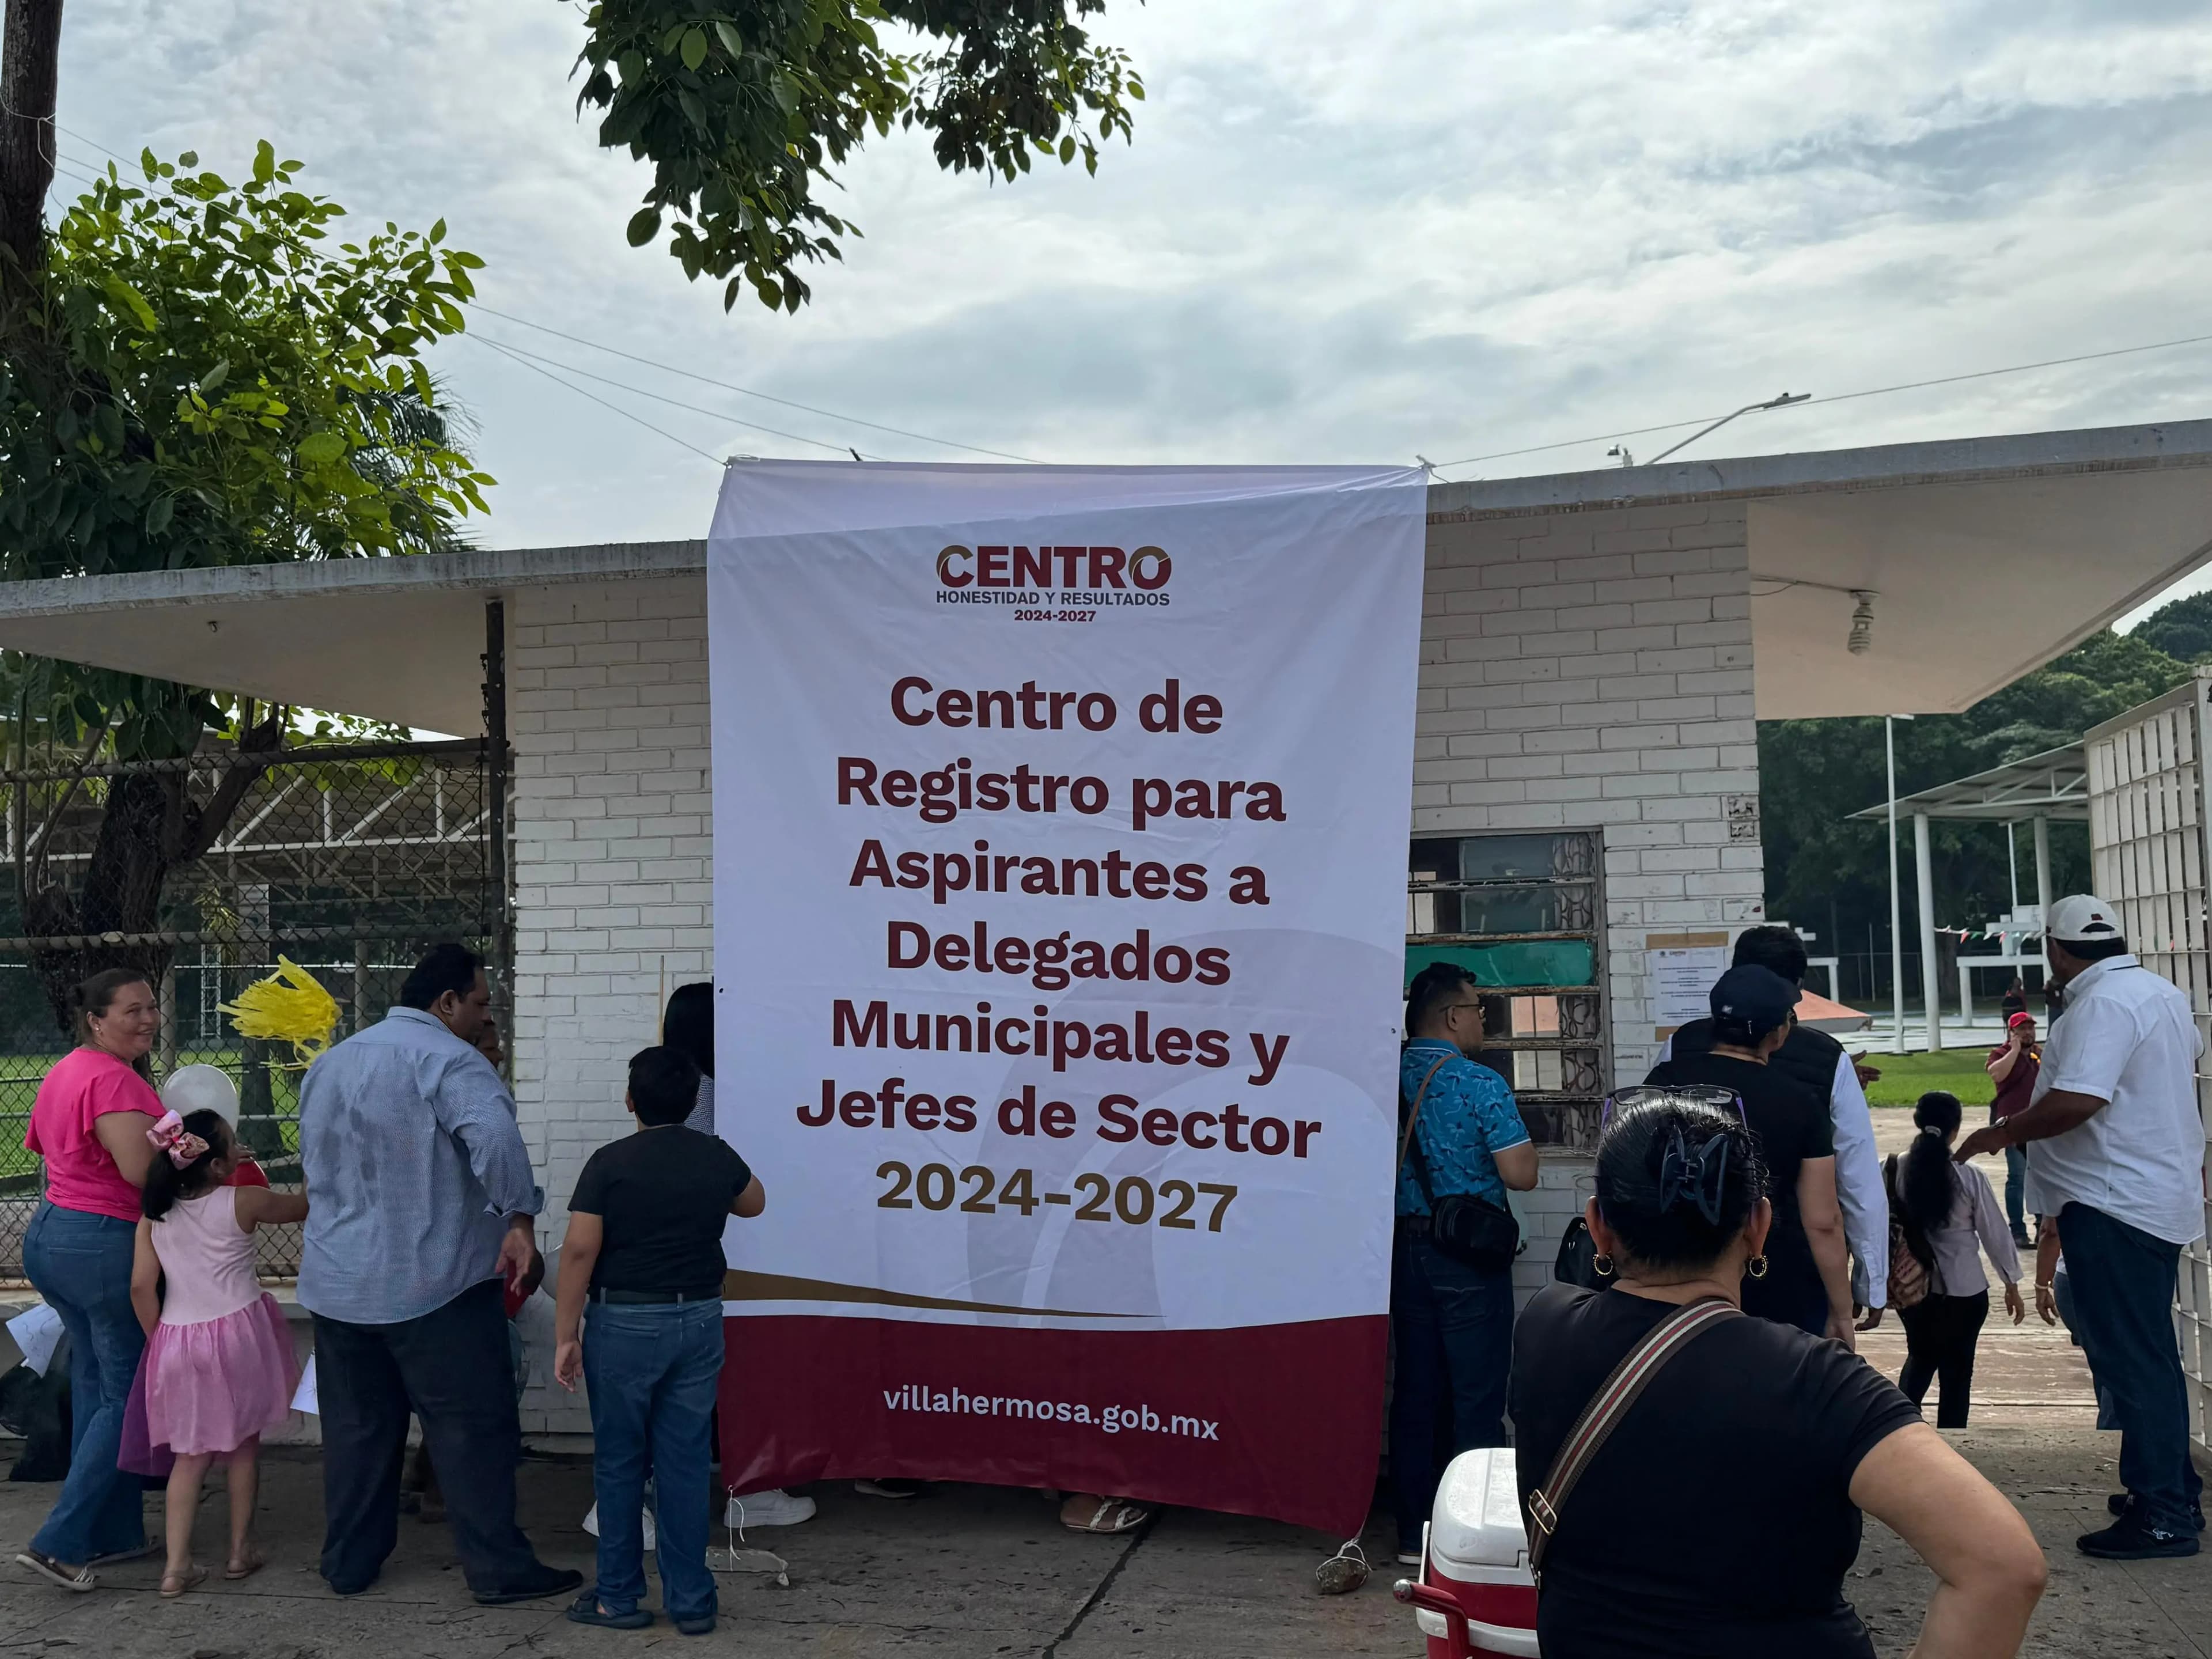 CENTRO
HONESTIDAD Y RESULTADOS
2024-2027
Centro de
Registro para
Aspirantes a
Delegados
Municipales y
Jefes de Sector
2024-2027
villahermosa.gob.mx